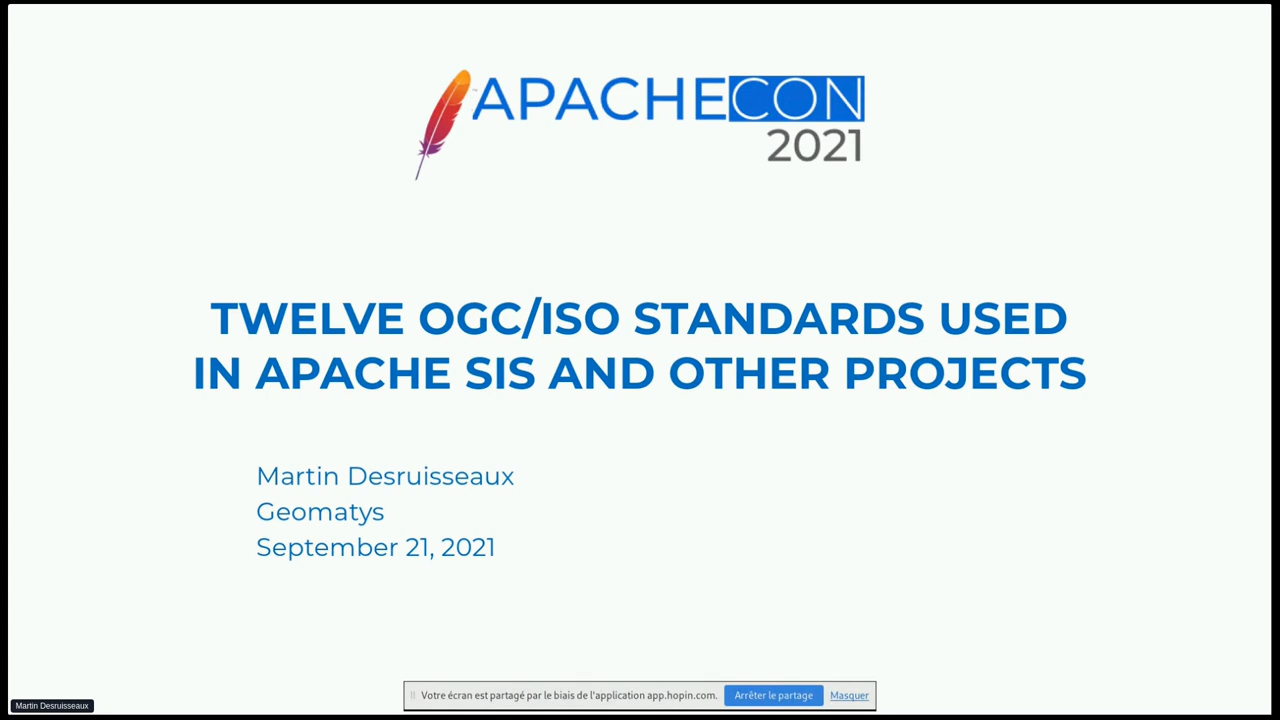 APACHECON
2021
TWELVE OGC/ISO STANDARDS USED
IN APACHE SIS AND OTHER PROJECTS
Martin Desruisseaux
Geomatys
September 21, 2021
Votre écran est partagé par le biais de l'application app.hopin.com. Arrêter le partage Masquer
Martin Desruisseaux